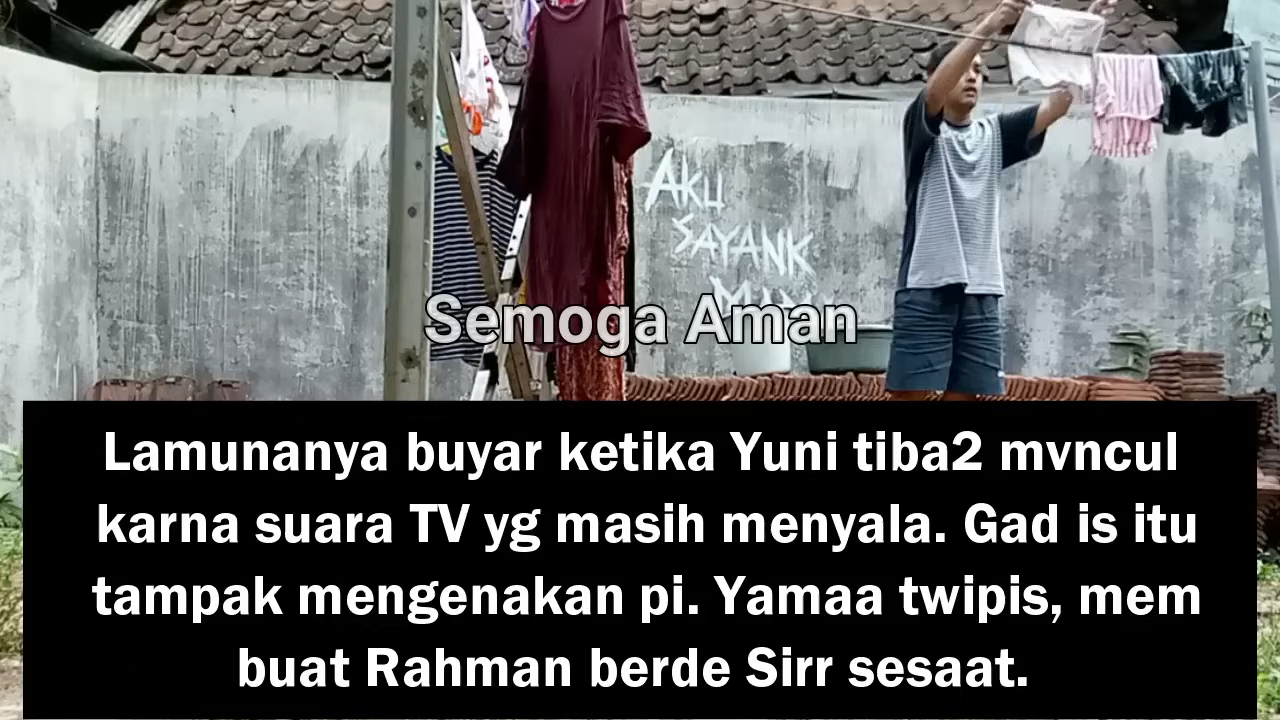 AKU
SAYANK
Semoga Aman
Lamunanya buyar ketika Yuni tiba2 mvncul
karna suara TV yg masih menyala. Gad is itu
tampak mengenakan pi. Yamaa twipis, mem
buat Rahman berde Sirr sesaat.